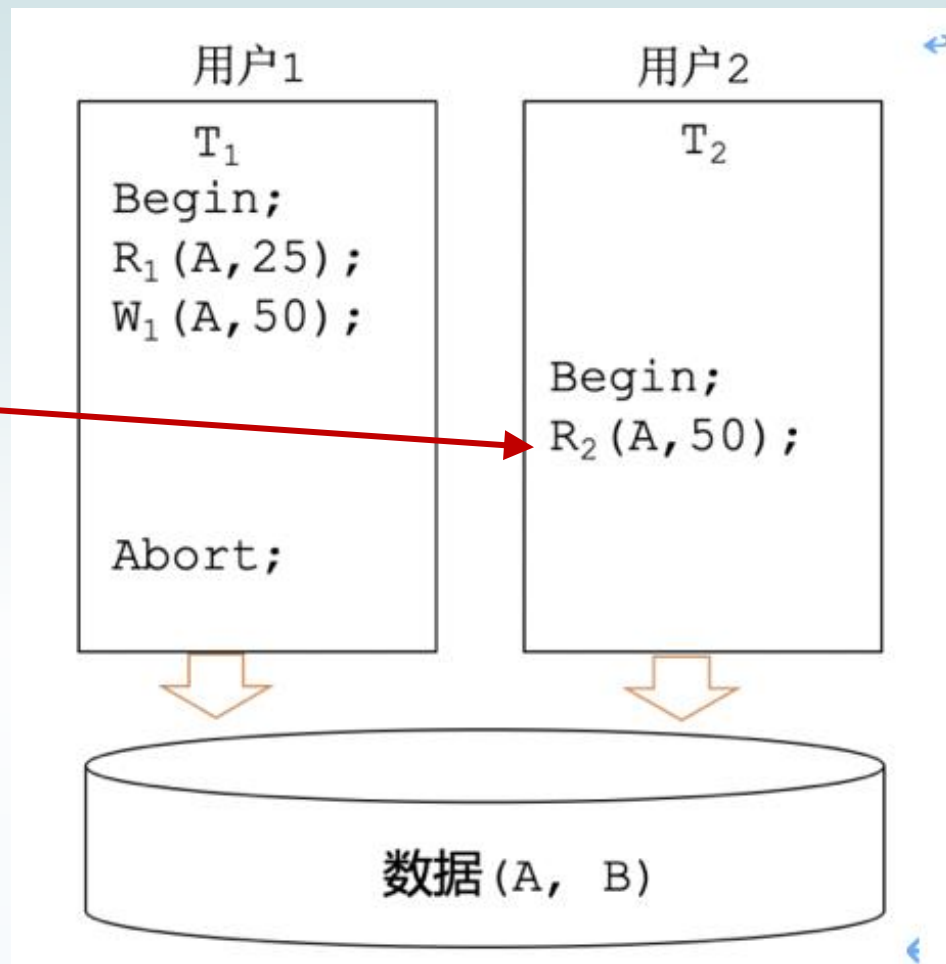 用户1
T₁
Begin;
R₁(A,25);
W₁(A,50);
Abort;
用户2
T₂
Begin;
R₂(A,50);
数据(A, B)